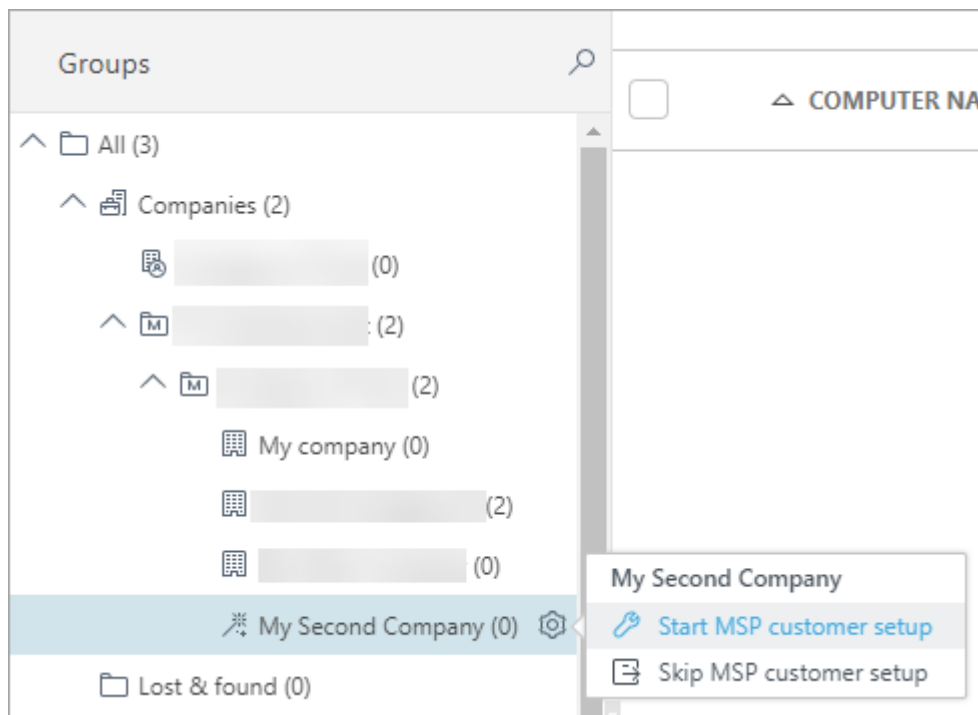 Groups
COMPUTER NA
All (3)
Companies (2)
(0)
(2)
(2)
My company (0)
(2)
(0)
My Second Company
My Second Company (0)
Start MSP customer setup
Skip MSP customer setup
Lost & found (0)